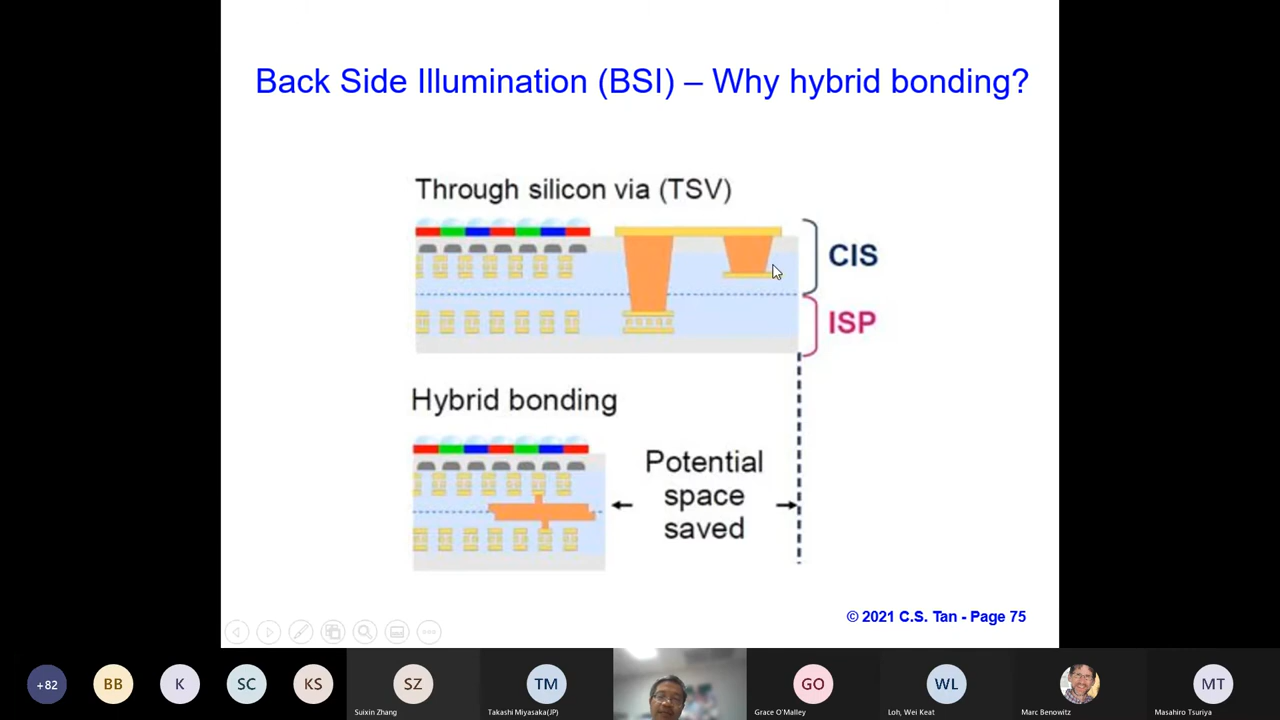 Back Side Illumination (BSI) – Why hybrid bonding?
Through silicon via (TSV)
CIS
ISP
Hybrid bonding
Potential
space
saved
© 2021 C.S. Tan - Page 75
+82
BB
K
SC
KS
SZ
TM
GO
WL
MT
Suixin Zhang
Takashi Miyasaka(JP)
Grace O'Malley
Loh, Wei Keat
Marc Benowitz
Masahiro Tsuriya